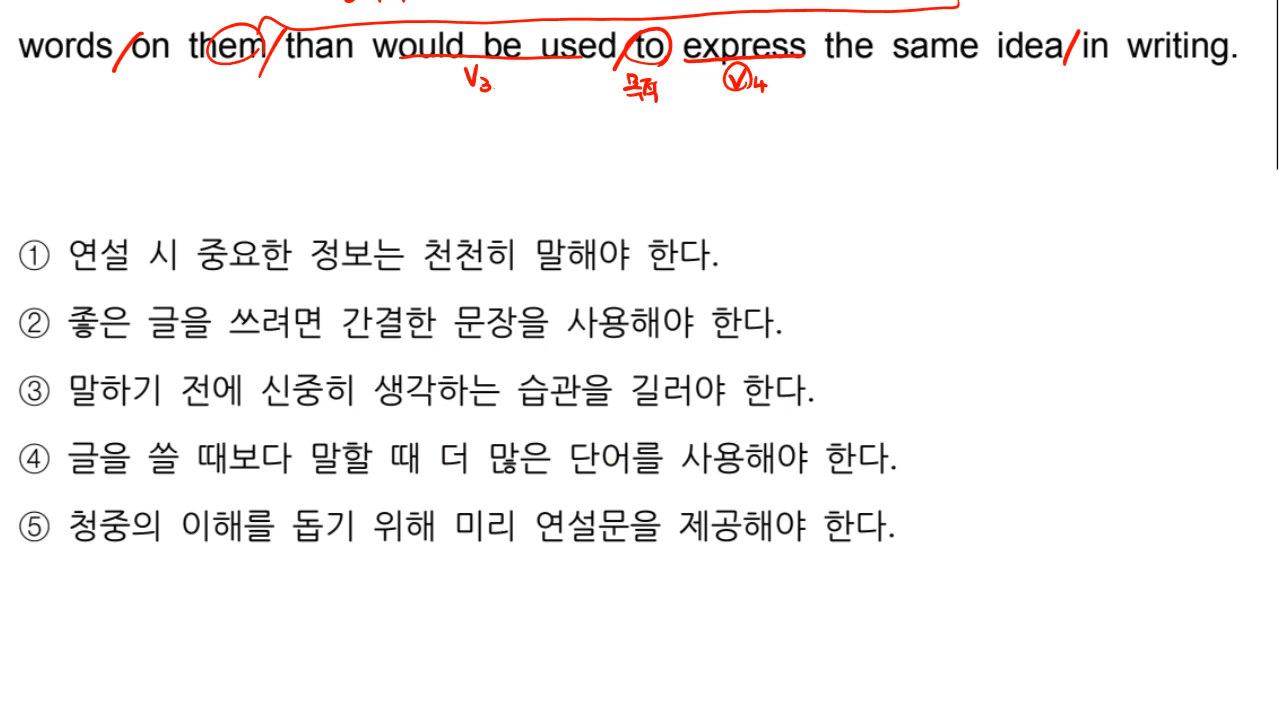 words on them than would be used to express the same idea in writing.
V3 목적 V4
① 연설 시 중요한 정보는 천천히 말해야 한다.
② 좋은 글을 쓰려면 간결한 문장을 사용해야 한다.
③ 말하기 전에 신중히 생각하는 습관을 길러야 한다.
④ 글을 쓸 때보다 말할 때 더 많은 단어를 사용해야 한다.
⑤ 청중의 이해를 돕기 위해 미리 연설문을 제공해야 한다.